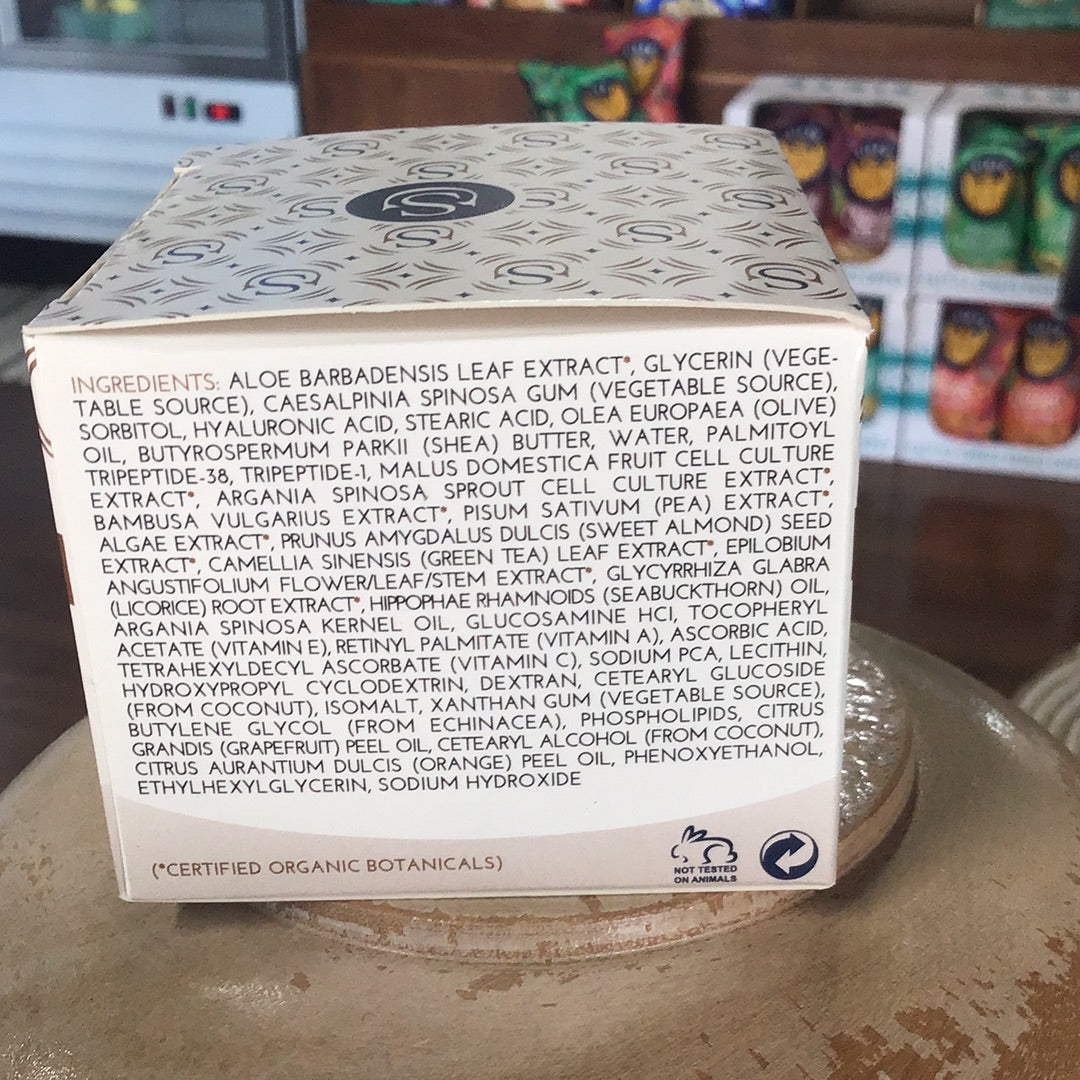 INGREDIENTS: ALOE BARBADENSIS LEAF EXTRACT*, GLYCERIN (VEGE-
TABLE SOURCE), CAESALPINIA SPINOSA GUM (VEGETABLE SOURCE),
SORBITOL, HYALURONIC ACID, STEARIC ACID, OLEA EUROPAEA (OLIVE)
OIL, BUTYROSPERMUM PARKII (SHEA) BUTTER, WATER, PALMITOYL
TRIPEPTIDE-38, TRIPEPTIDE-1, MALUS DOMESTICA FRUIT CELL CULTURE
EXTRACT*, ARGANIA SPINOSA SPROUT CELL CULTURE EXTRACT*,
BAMBUSA VULGARIUS EXTRACT*, PISUM SATIVUM (PEA) EXTRACT*,
ALGAE EXTRACT*, PRUNUS AMYGDALUS DULCIS (SWEET ALMOND) SEED
EXTRACT*, CAMELLIA SINENSIS (GREEN TEA) LEAF EXTRACT*, EPILOBIUM
ANGUSTIFOLIUM FLOWER/LEAF/STEM EXTRACT*, GLYCYRRHIZA GLABRA
(LICORICE) ROOT EXTRACT*, HIPPOPHAE RHAMNOIDS (SEABUCKTHORN) OIL,
ARGANIA SPINOSA KERNEL OIL, GLUCOSAMINE HCl, TOCOPHERYL
ACETATE (VITAMIN E), RETINYL PALMITATE (VITAMIN A), ASCORBIC ACID,
TETRAHEXYLDECYL ASCORBATE (VITAMIN C), SODIUM PCA, LECITHIN,
HYDROXYPROPYL CYCLODEXTRIN, DEXTRAN, CETEARYL GLUCOSIDE
(FROM COCONUT), ISOMALT, XANTHAN GUM (VEGETABLE SOURCE),
BUTYLENE GLYCOL (FROM ECHINACEA), PHOSPHOLIPIDS, CITRUS
GRANDIS (GRAPEFRUIT) PEEL OIL, CETEARYL ALCOHOL (FROM COCONUT),
CITRUS AURANTIUM DULCIS (ORANGE) PEEL OIL, PHENOXYETHANOL,
ETHYLHEXYLGLYCERIN, SODIUM HYDROXIDE
(*CERTIFIED ORGANIC BOTANICALS)
NOT TESTED
ON ANIMALS